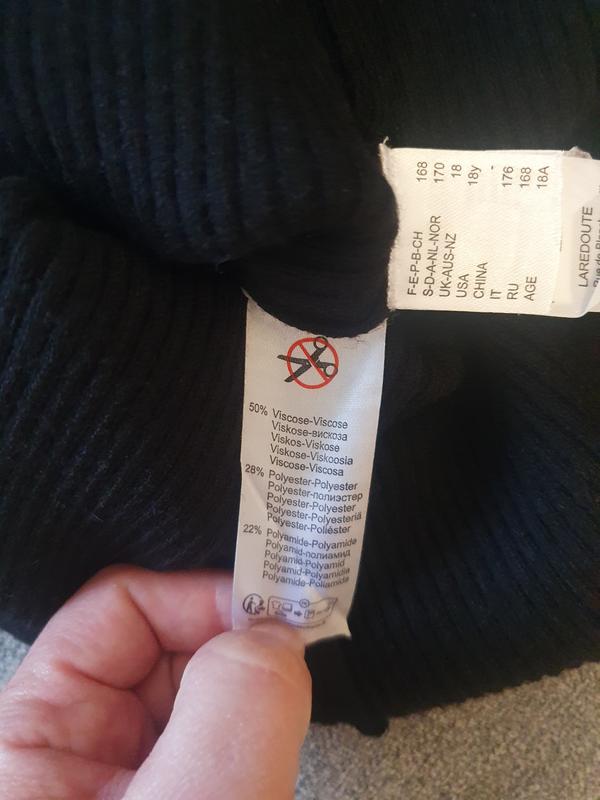 F-E-P-B-CH 168
S-D-A-NL-NOR 170
UK-AUS-NZ 18
USA 18y
CHINA -
IT 176
RU 168
AGE 18A
LAREDOUTE
50% Viscose-Viscose
Viskose-вискоза
Viskos-Viskose
Viskose-Viskoosia
Viscose-Viscosa
28% Polyester-Polyester
Polyester-полиэстер
Polyester-Polyester
Polyester-Polyesteriä
Polyester-Poliéster
22% Polyamide-Polyamide
Polyamid-полиамид
Polyamid-Polyamid
Polyamid-Polyamidia
Polyamide-Poliamida